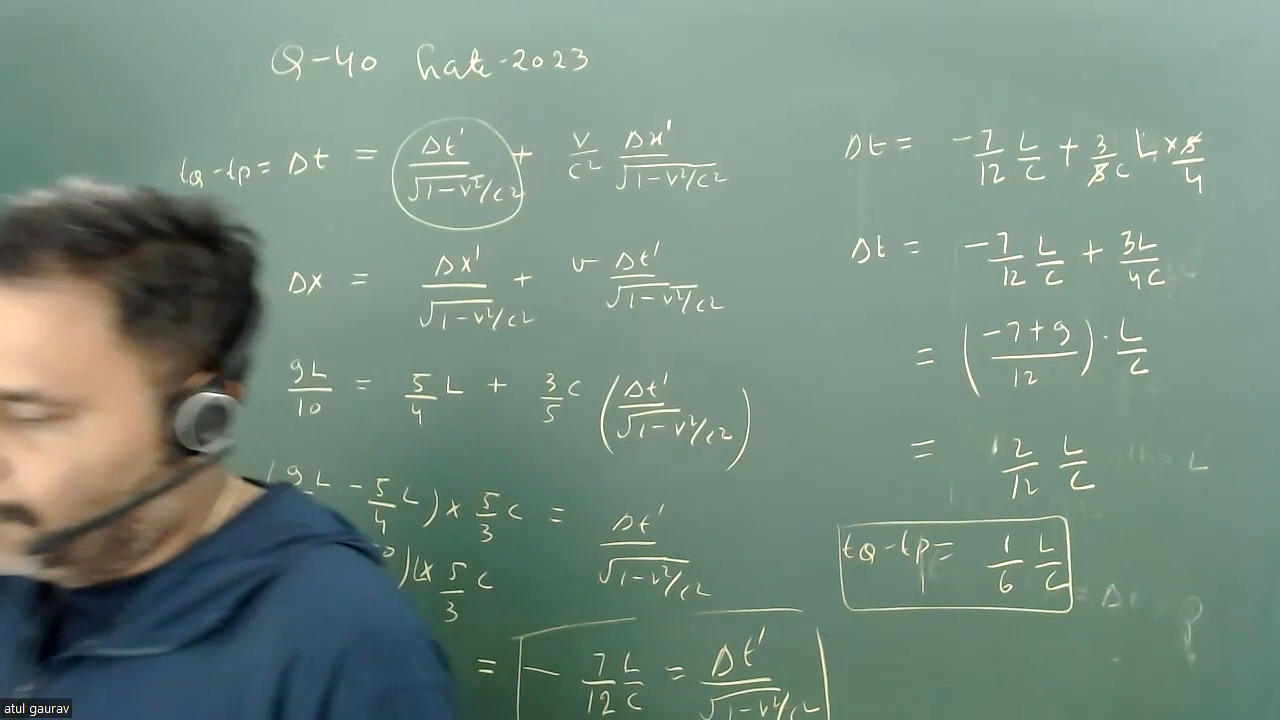 Q-40 Gate-2023
tQ-tp = Δt = Δt'/√1-v²/c² + v/c² Δx'/√1-v²/c²
Δx = Δx'/√1-v²/c² + v Δt'/√1-v²/c²
9L/10 = 5/4 L + 3/5 c (Δt'/√1-v²/c²)
9L - 5/4 L) × 5/3 c = Δt'/√1-v²/c²
)L× 5/3 c
= - 7/12 L/c = Δt'/√1-v²/c²
Δt = -7/12 L/c + 3/5c L × 5/4
Δt = -7/12 L/c + 3L/4c
= (-7+9/12) · L/c
= 2/12 L/c
tQ-tp = 1/6 L/c
atul gaurav